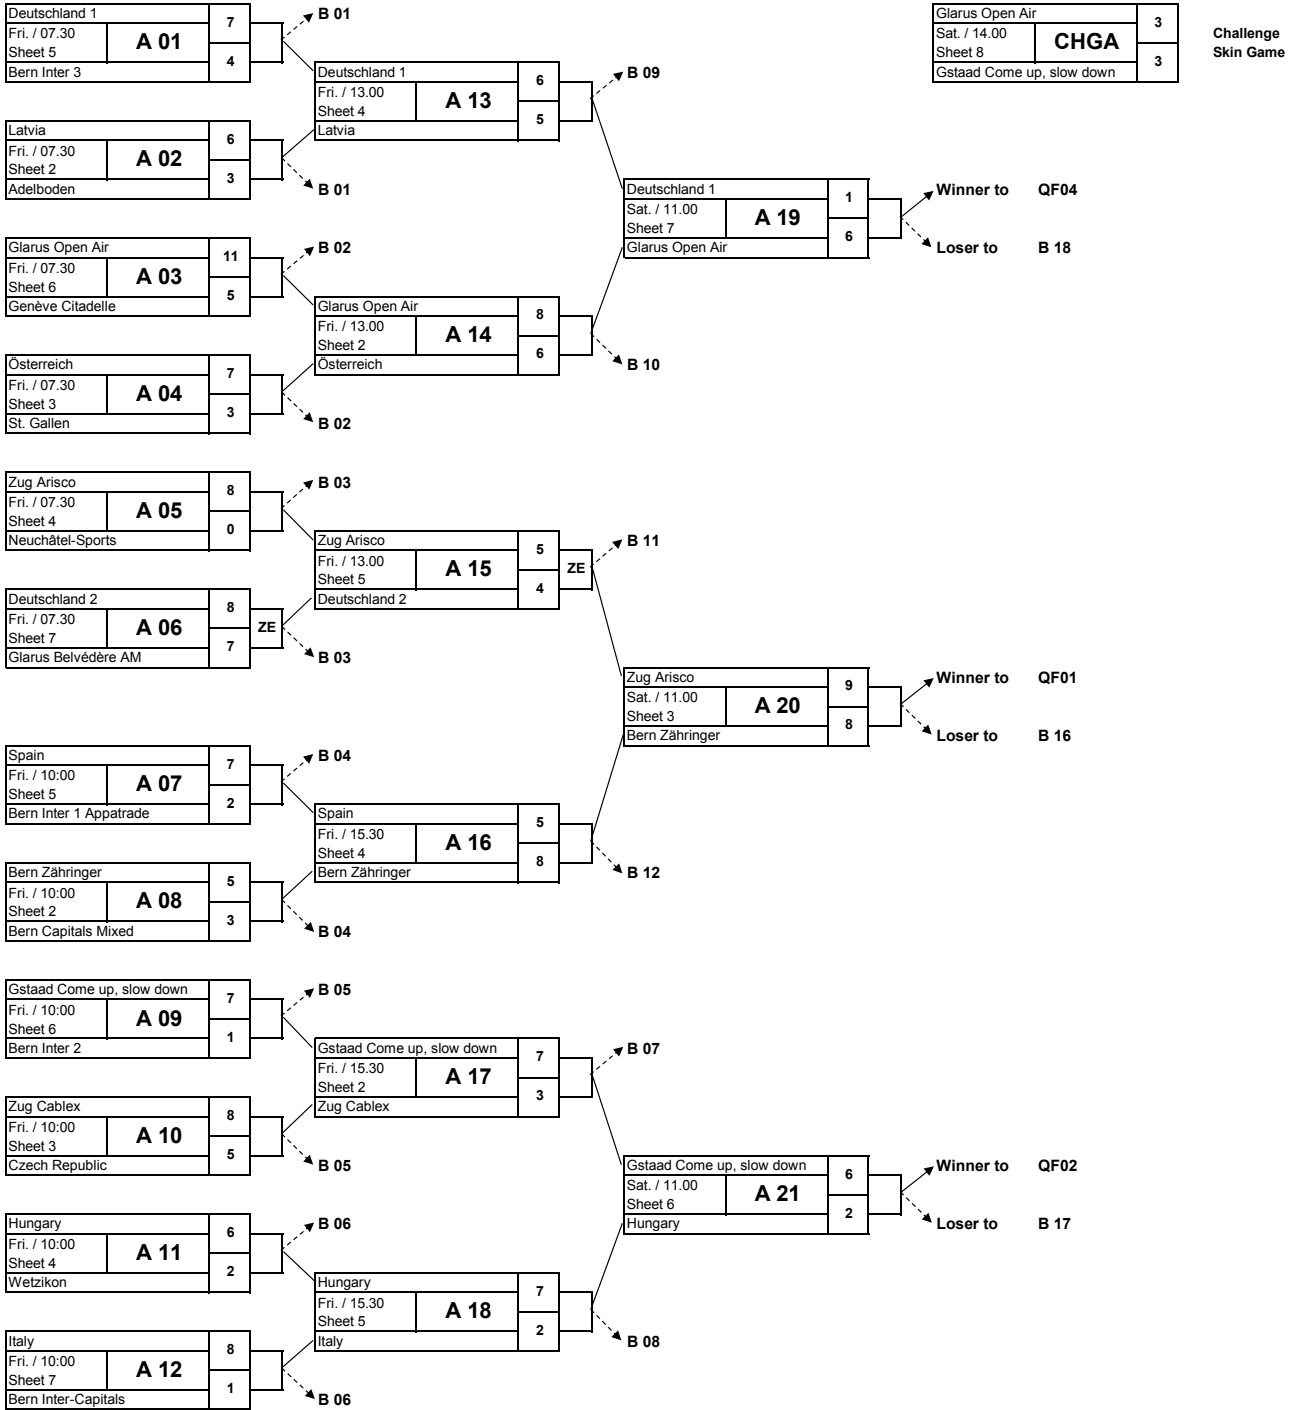 Deutschland 1
7
Fri. / 07.30
Sheet 5
A 01
4
Bern Inter 3
B 01
Glarus Open Air
3
Sat. / 14.00
Sheet 8
CHGA
3
Gstaad Come up, slow down
Challenge
Skin Game
Deutschland 1
6
Fri. / 13.00
Sheet 4
A 13
5
Latvia
B 09
Latvia
6
Fri. / 07.30
Sheet 2
A 02
3
Adelboden
B 01
Deutschland 1
1
Sat. / 11.00
Sheet 7
A 19
6
Glarus Open Air
Winner to QF04
Loser to B 18
Glarus Open Air
11
Fri. / 07.30
Sheet 6
A 03
5
Genève Citadelle
B 02
Glarus Open Air
8
Fri. / 13.00
Sheet 2
A 14
6
Österreich
B 10
Österreich
7
Fri. / 07.30
Sheet 3
A 04
3
St. Gallen
B 02
Zug Arisco
8
Fri. / 07.30
Sheet 4
A 05
0
Neuchâtel-Sports
B 03
Zug Arisco
5
Fri. / 13.00
Sheet 5
A 15
4
ZE
Deutschland 2
B 11
Deutschland 2
8
Fri. / 07.30
Sheet 7
A 06
7
ZE
Glarus Belvédère AM
B 03
Zug Arisco
9
Sat. / 11.00
Sheet 3
A 20
8
Bern Zähringer
Winner to QF01
Loser to B 16
Spain
7
Fri. / 10:00
Sheet 5
A 07
2
Bern Inter 1 Appatrade
B 04
Spain
5
Fri. / 15.30
Sheet 4
A 16
8
Bern Zähringer
B 12
Bern Zähringer
5
Fri. / 10:00
Sheet 2
A 08
3
Bern Capitals Mixed
B 04
Gstaad Come up, slow down
7
Fri. / 10:00
Sheet 6
A 09
1
Bern Inter 2
B 05
Gstaad Come up, slow down
7
Fri. / 15.30
Sheet 2
A 17
3
Zug Cablex
B 07
Zug Cablex
8
Fri. / 10:00
Sheet 3
A 10
5
Czech Republic
B 05
Gstaad Come up, slow down
6
Sat. / 11.00
Sheet 6
A 21
2
Hungary
Winner to QF02
Loser to B 17
Hungary
6
Fri. / 10:00
Sheet 4
A 11
2
Wetzikon
B 06
Hungary
7
Fri. / 15.30
Sheet 5
A 18
2
Italy
B 08
Italy
8
Fri. / 10:00
Sheet 7
A 12
1
Bern Inter-Capitals
B 06